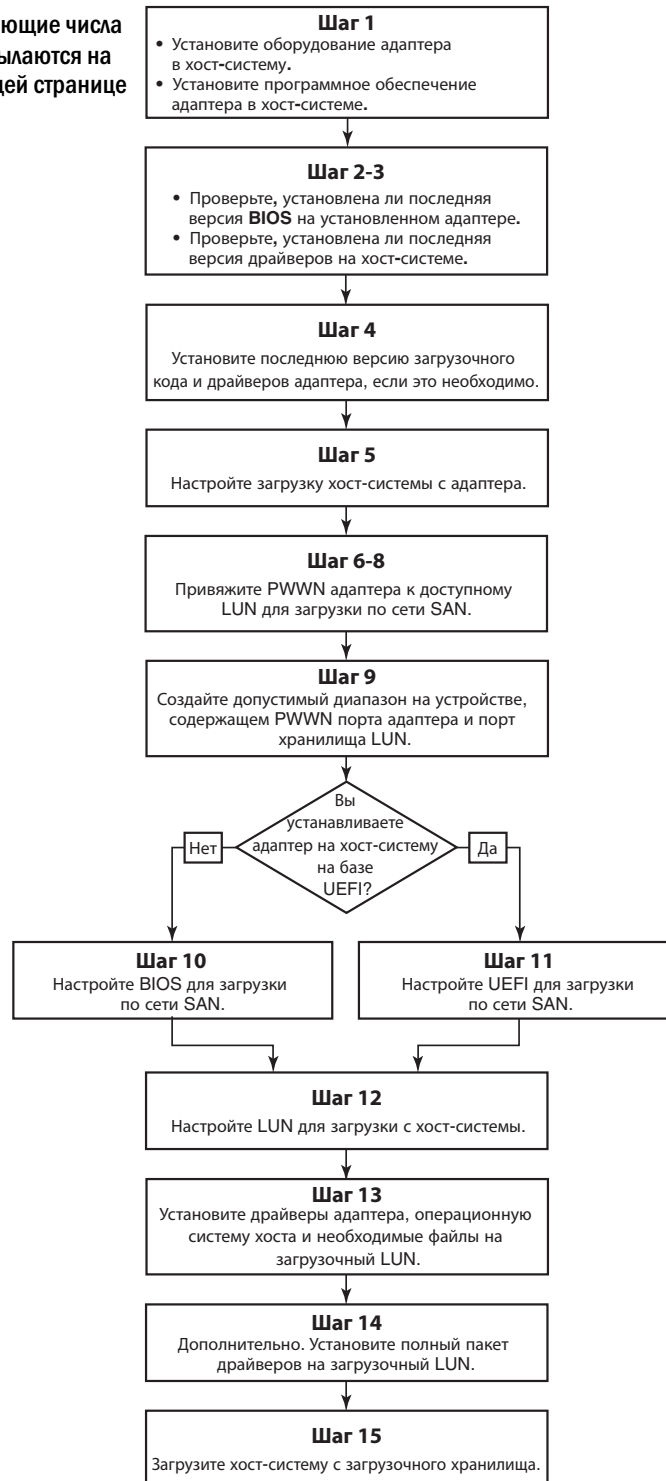 ющие числа
ылаются на
цей странице
Шаг 1
• Установите оборудование адаптера
в хост-систему.
• Установите программное обеспечение
адаптера в хост-системе.
Шаг 2-3
• Проверьте, установлена ли последняя
версия BIOS на установленном адаптере.
• Проверьте, установлена ли последняя
версия драйверов на хост-системе.
Шаг 4
Установите последнюю версию загрузочного
кода и драйверов адаптера, если это необходимо.
Шаг 5
Настройте загрузку хост-системы с адаптера.
Шаг 6-8
Привяжите PWWN адаптера к доступному
LUN для загрузки по сети SAN.
Шаг 9
Создайте допустимый диапазон на устройстве,
содержащем PWWN порта адаптера и порт
хранилища LUN.
Вы
устанавливаете
адаптер на хост-систему
на базе
UEFI?
Нет
Да
Шаг 10
Настройте BIOS для загрузки
по сети SAN.
Шаг 11
Настройте UEFI для загрузки
по сети SAN.
Шаг 12
Настройте LUN для загрузки с хост-системы.
Шаг 13
Установите драйверы адаптера, операционную
систему хоста и необходимые файлы на
загрузочный LUN.
Шаг 14
Дополнительно. Установите полный пакет
драйверов на загрузочный LUN.
Шаг 15
Загрузите хост-систему с загрузочного хранилища.